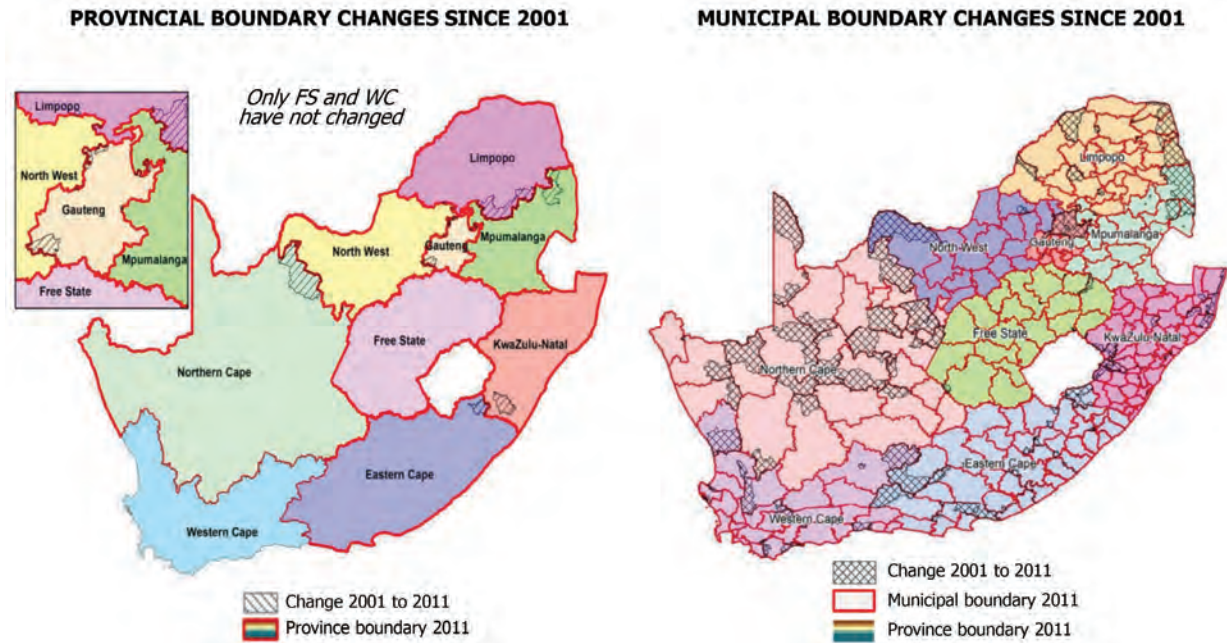 PROVINCIAL BOUNDARY CHANGES SINCE 2001
Only FS and WC
have not changed
Limpopo
North West
Gauteng
Mpumalanga
Free State
Limpopo
North West
Gauteng
Mpumalanga
Free State
KwaZulu-Natal
Northern Cape
Eastern Cape
Western Cape
Change 2001 to 2011
Province boundary 2011
MUNICIPAL BOUNDARY CHANGES SINCE 2001
Limpopo
North West
Gauteng
Mpumalanga
Free State
KwaZulu-Natal
Northern Cape
Eastern Cape
Western Cape
Change 2001 to 2011
Municipal boundary 2011
Province boundary 2011